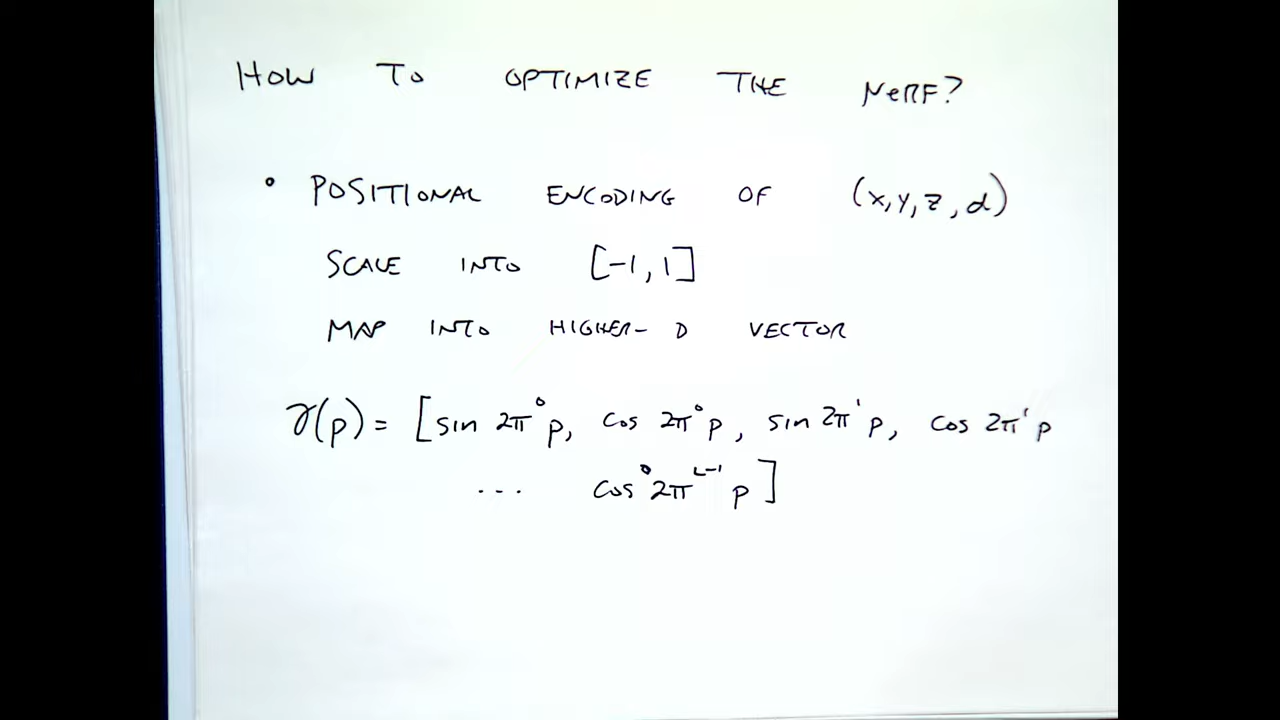 HOW TO OPTIMIZE THE NeRF?
• POSITIONAL ENCODING OF (x, y, z, d)
SCALE INTO [-1, 1]
MAP INTO HIGHER-D VECTOR
γ(p) = [sin 2π⁰p, cos 2π⁰p, sin 2π¹p, cos 2π¹p
... cos° 2π^(L-1) p]